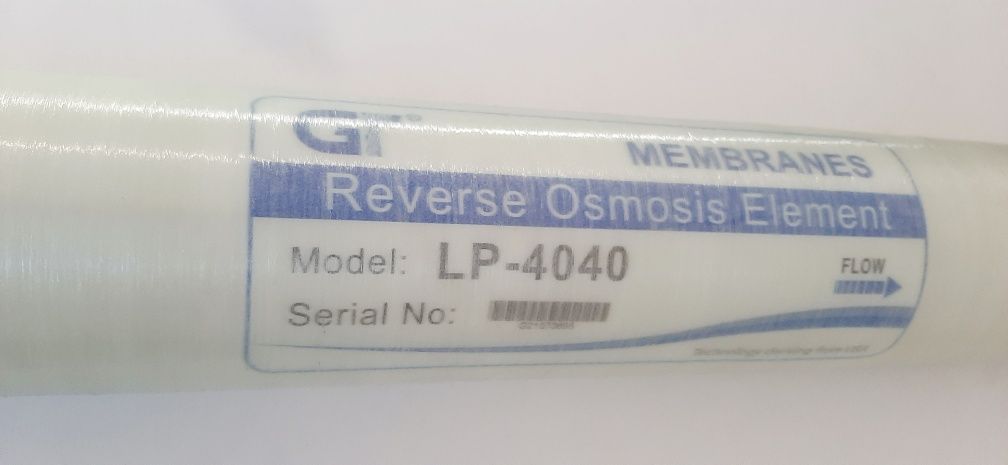 GT
MEMBRANES
Reverse Osmosis Element
Model: LP-4040
FLOW
Serial No: